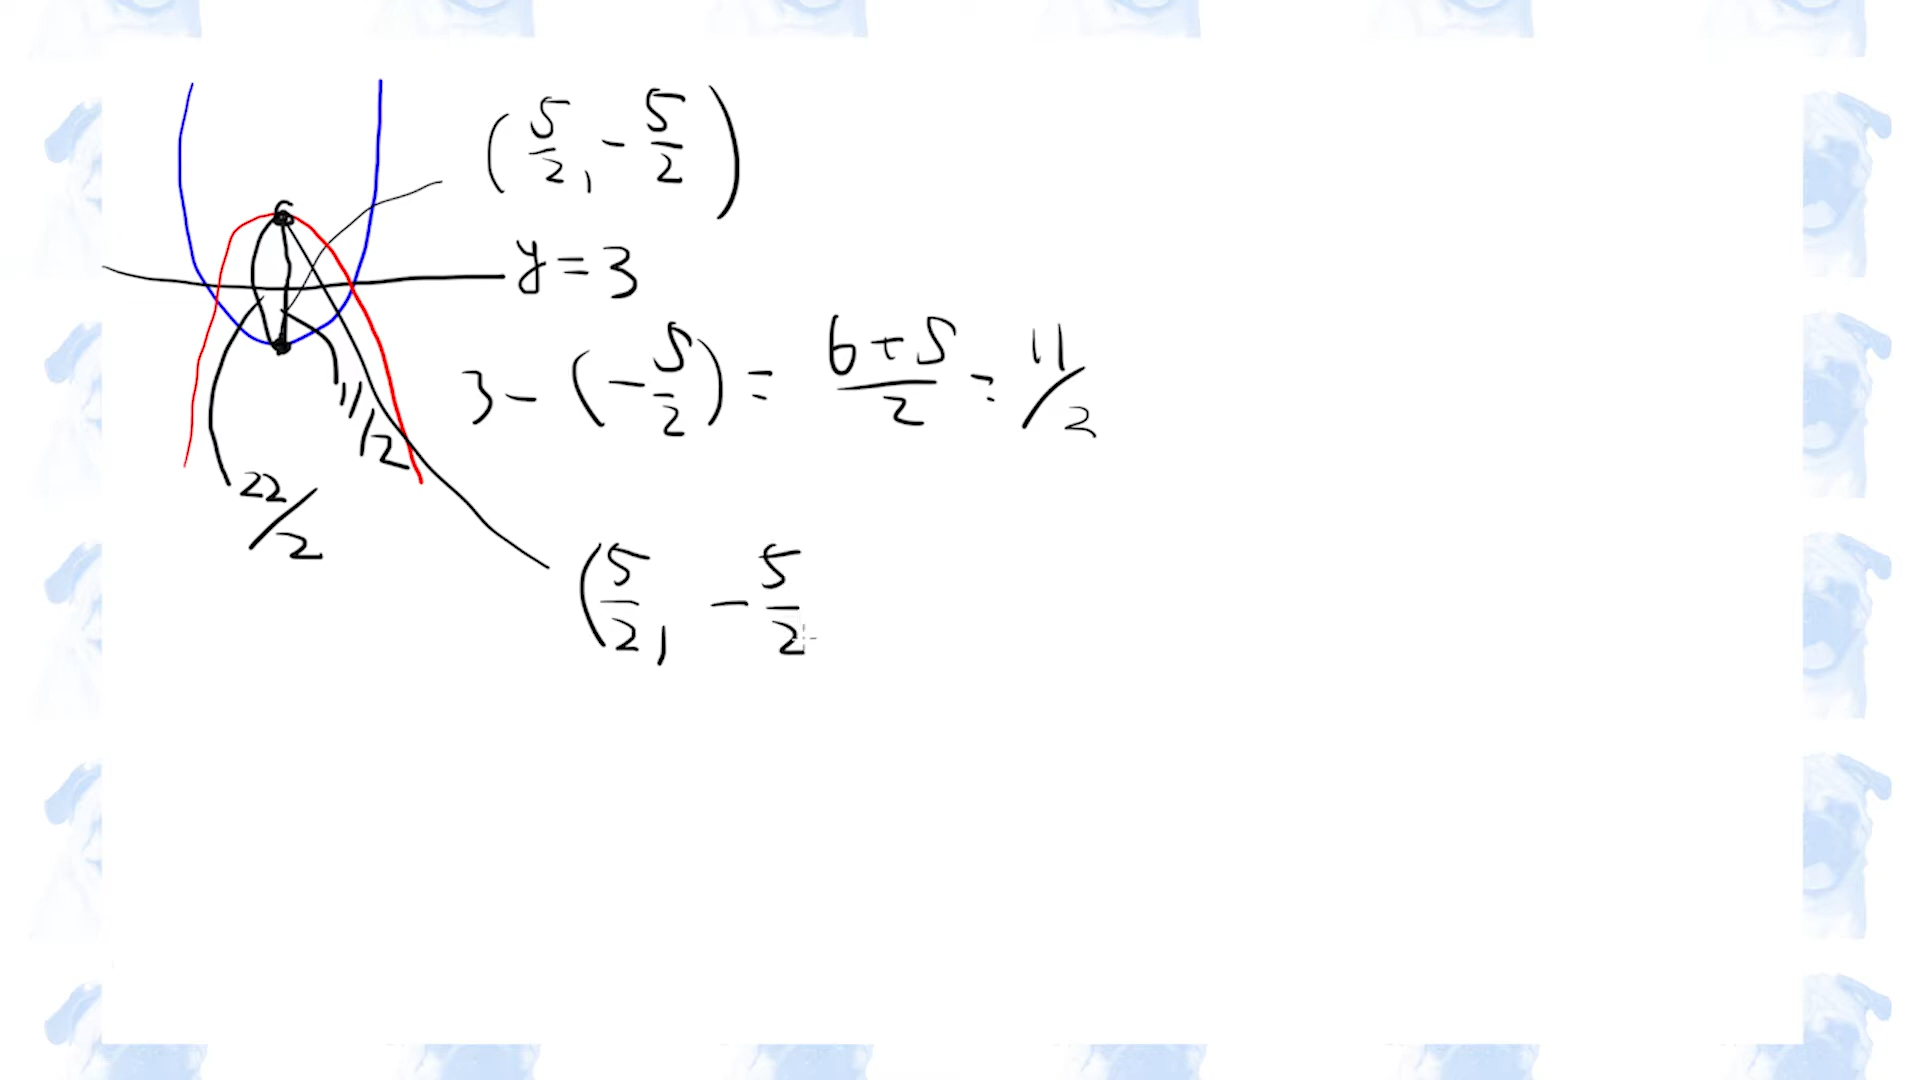 (5/2, -5/2)
y=3
3-(-5/2)= 6+5/2 = 11/2
11/2
22/2
(5/2, -5/2